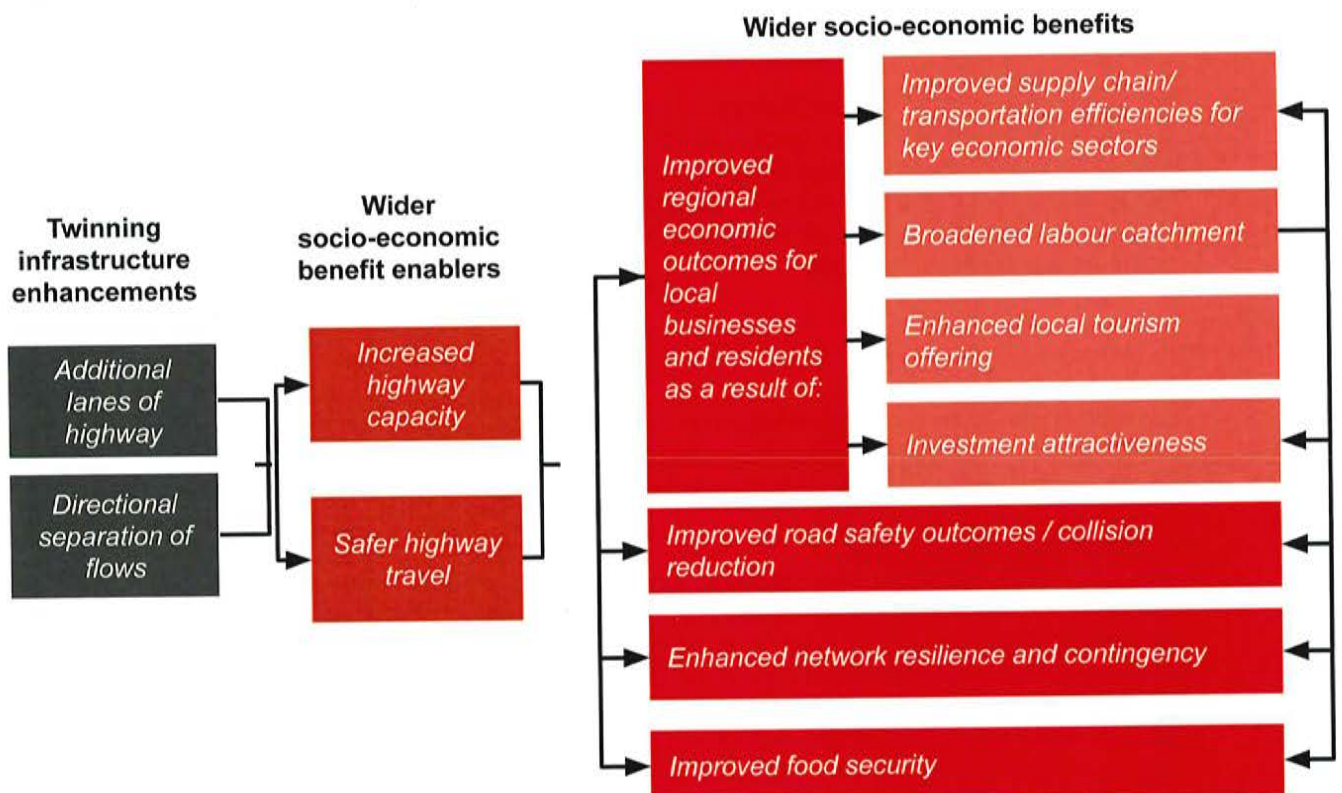 Wider socio-economic benefits
Twinning
infrastructure
enhancements
Additional
lanes of
highway
Directional
separation of
flows
Wider
socio-economic
benefit enablers
Increased
highway
capacity
Safer highway
travel
Improved
regional
economic
outcomes for
local
businesses
and residents
as a result of:
Improved supply chain/
transportation efficiencies for
key economic sectors
Broadened labour catchment
Enhanced local tourism
offering
Investment attractiveness
Improved road safety outcomes / collision
reduction
Enhanced network resilience and contingency
Improved food security